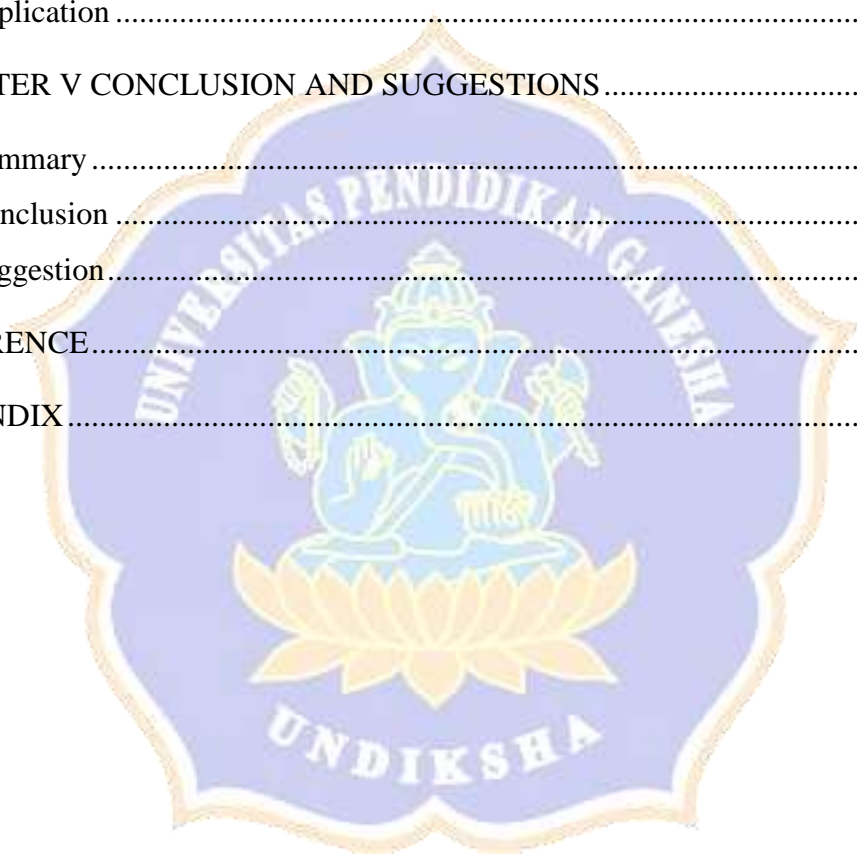 plication ........................................................................................................
TER V CONCLUSION AND SUGGESTIONS ...................................
mmary ...........................................................................................................
nclusion ........................................................................................................
ggestion .........................................................................................................
RENCE ...........................................................................................................
NDIX ..............................................................................................................
UNIVERSITAS PENDIDIKAN GANESHA
UNDIKSHA